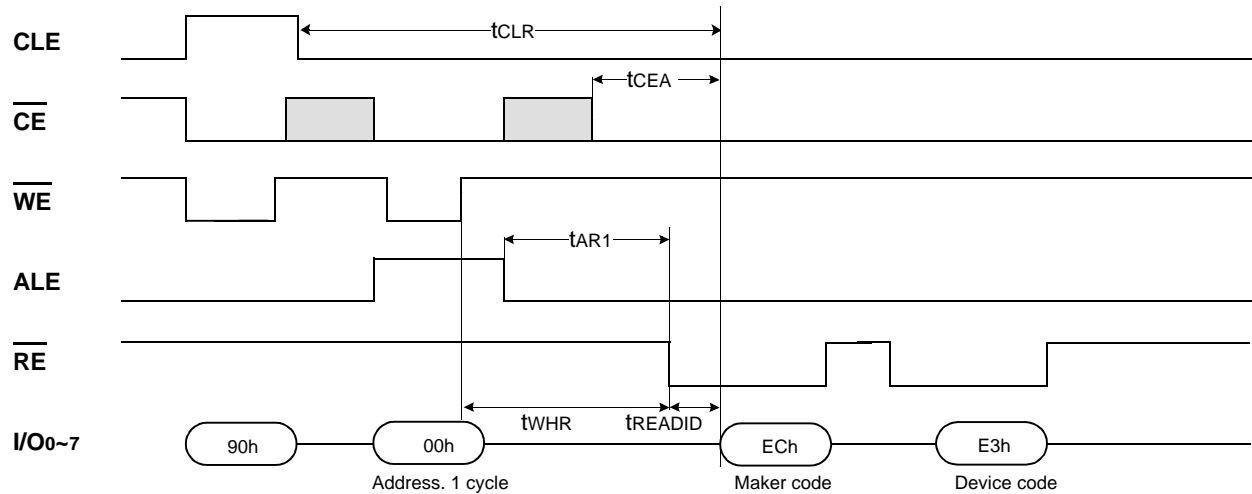 CLE
tCLR
tCEA
CE
WE
tAR1
ALE
RE
tWHR
tREADID
I/O0~7
90h
00h
ECh
E3h
Address. 1 cycle
Maker code
Device code